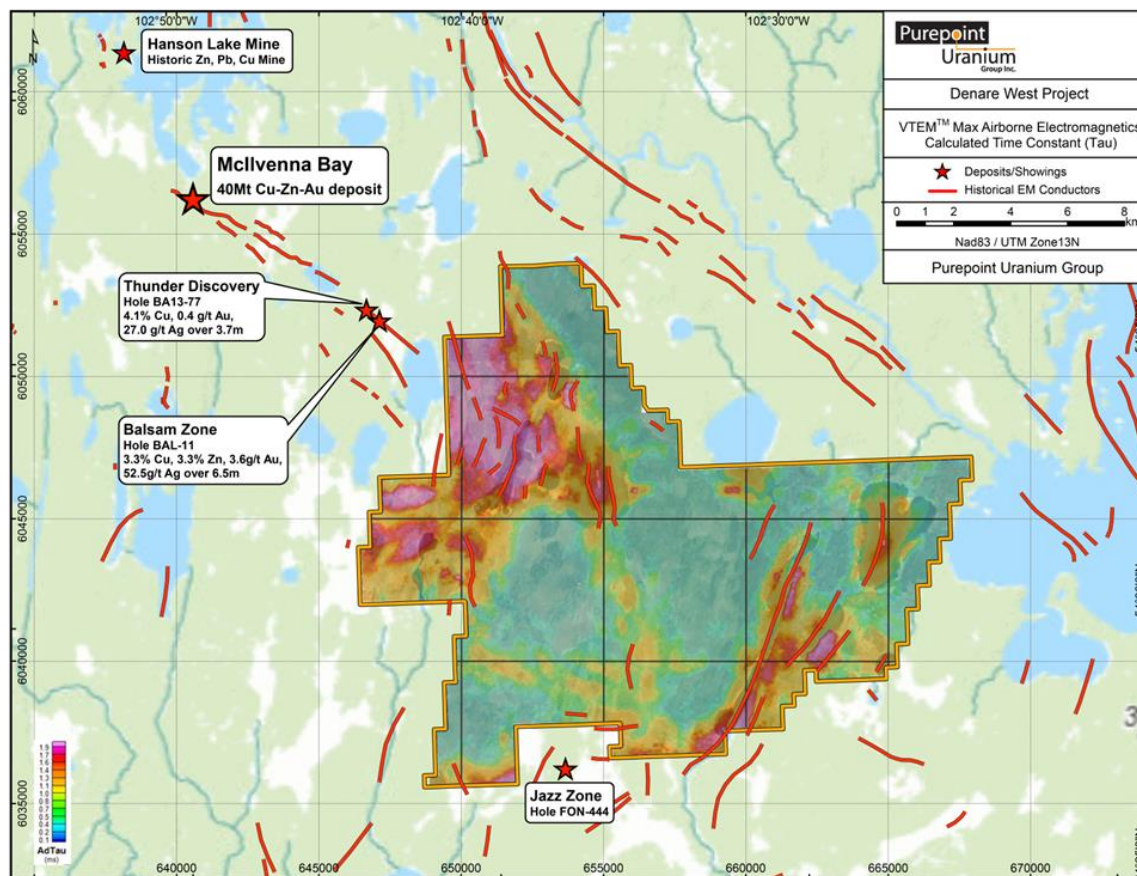 102°50'0"W
102°40'0"W
102°30'0"W
N
Hanson Lake Mine
Historic Zn, Pb, Cu Mine
McIlvenna Bay
40Mt Cu-Zn-Au deposit
Thunder Discovery
Hole BA13-77
4.1% Cu, 0.4 g/t Au,
27.0 g/t Ag over 3.7m
Balsam Zone
Hole BAL-11
3.3% Cu, 3.3% Zn, 3.6g/t Au,
52.5g/t Ag over 6.5m
Jazz Zone
Hole FON-444
Purepoint
Uranium
Group Inc.
Denare West Project
VTEM™ Max Airborne Electromagnetics
Calculated Time Constant (Tau)
Deposits/Showings
Historical EM Conductors
0 1 2 4 6 8
km
Nad83 / UTM Zone13N
Purepoint Uranium Group
6060000
6055000
6050000
6045000
6040000
6035000
AdTau
(ms)
640000
645000
650000
655000
660000
665000
670000